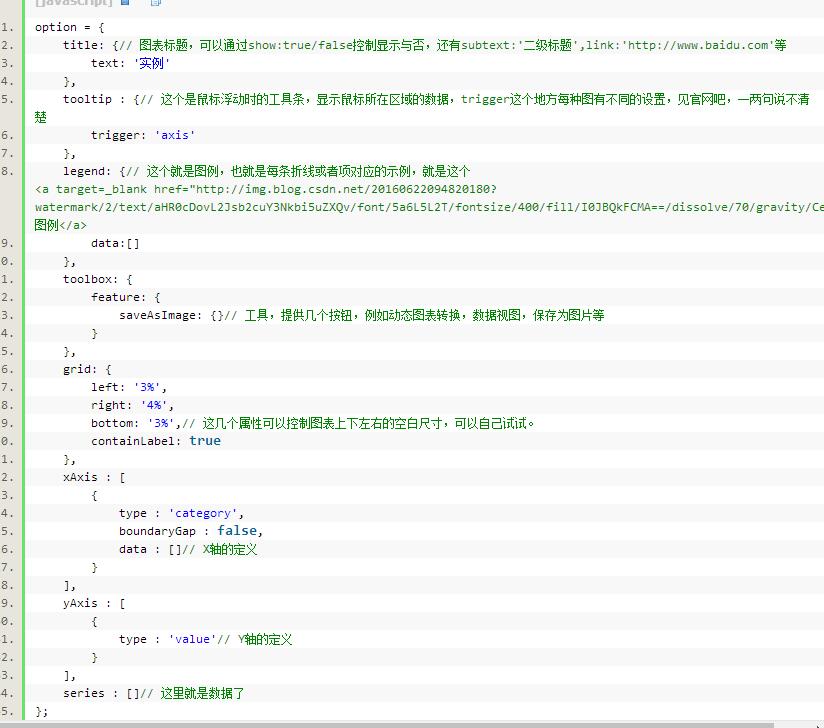 [javascript]
1. option = {
2. title: {// 图表标题，可以通过show:true/false控制显示与否，还有subtext:'二级标题',link:'http://www.baidu.com'等
3. text: '实例'
4. },
5. tooltip : {// 这个是鼠标浮动时的工具条，显示鼠标所在区域的数据，trigger这个地方每种图有不同的设置，见官网吧，一两句说不清
楚
6. trigger: 'axis'
7. },
8. legend: {// 这个就是图例，也就是每条折线或者项对应的示例，就是这个
<a target=_blank href="http://img.blog.csdn.net/20160622094820180?
watermark/2/text/aHR0cDovL2Jsb2cuY3Nkbi5uZXQv/font/5a6L5L2T/fontsize/400/fill/I0JBQkFCMA==/dissolve/70/gravity/Ce
图例</a>
9. data:[]
0. },
1. toolbox: {
2. feature: {
3. saveAsImage: {}// 工具，提供几个按钮，例如动态图表转换，数据视图，保存为图片等
4. }
5. },
6. grid: {
7. left: '3%',
8. right: '4%',
9. bottom: '3%',// 这几个属性可以控制图表上下左右的空白尺寸，可以自己试试。
0. containLabel: true
1. },
2. xAxis : [
3. {
4. type : 'category',
5. boundaryGap : false,
6. data : []// X轴的定义
7. }
8. ],
9. yAxis : [
0. {
1. type : 'value'// Y轴的定义
2. }
3. ],
4. series : []// 这里就是数据了
5. };